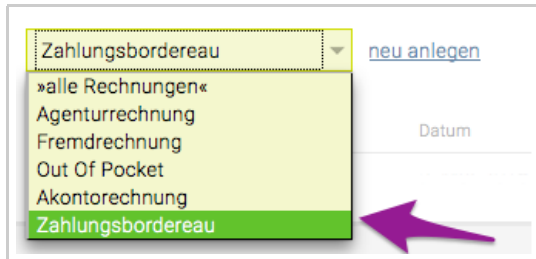 Zahlungsbordereau neu anlegen
»alle Rechnungen«
Agenturrechnung
Fremdrechnung
Datum
Out Of Pocket
Akontorechnung
Zahlungsbordereau